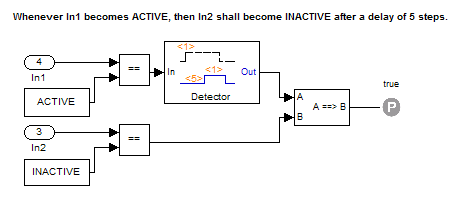 Whenever In1 becomes ACTIVE, then In2 shall become INACTIVE after a delay of 5 steps.
4
In1
ACTIVE
==
<1>
In
<1>
<5>
Out
Detector
3
In2
INACTIVE
==
A
B
A ==> B
true
P